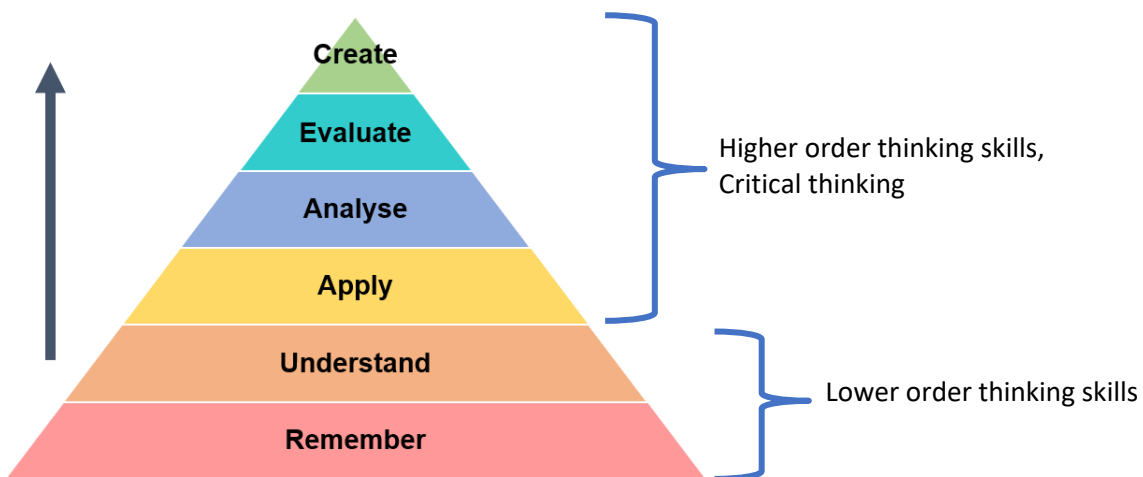 Create
Evaluate
Analyse
Apply
Understand
Remember
Higher order thinking skills,
Critical thinking
Lower order thinking skills